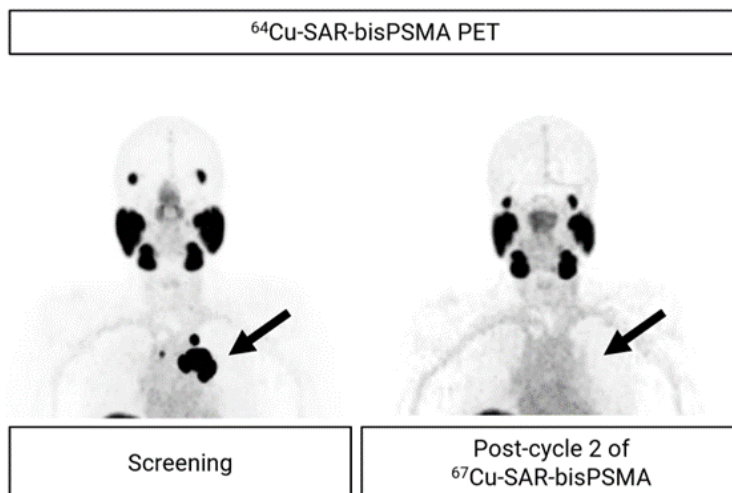 ⁶⁴Cu-SAR-bisPSMA PET
Screening
Post-cycle 2 of
⁶⁷Cu-SAR-bisPSMA